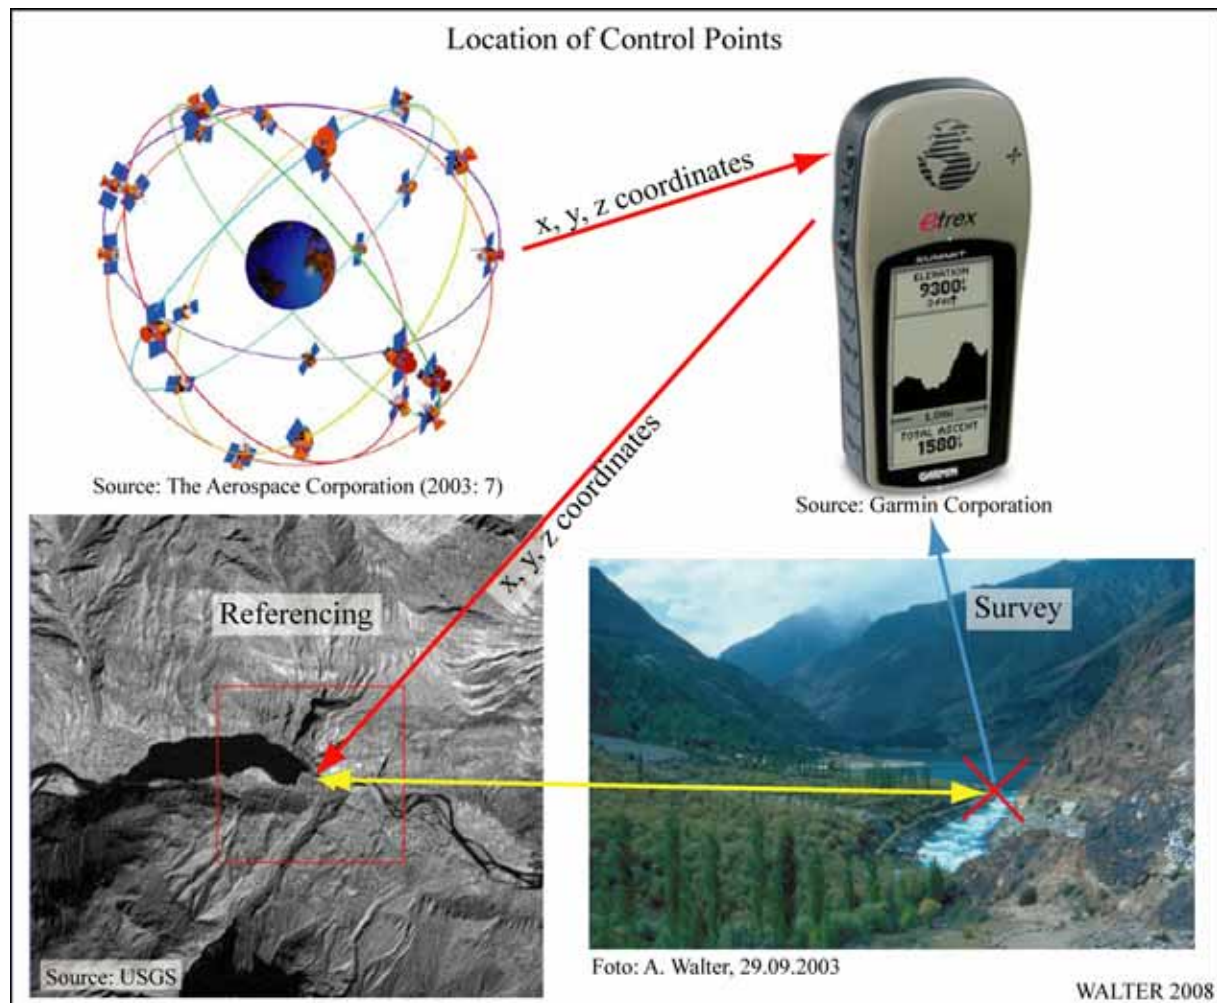 Location of Control Points
x, y, z coordinates
etrex
SUMMIT
ELEVATION
9300
TOTAL ASCENT
1580
GARMIN
Source: The Aerospace Corporation (2003: 7)
Source: Garmin Corporation
x, y, z coordinates
Referencing
Survey
Source: USGS
Foto: A. Walter, 29.09.2003
WALTER 2008